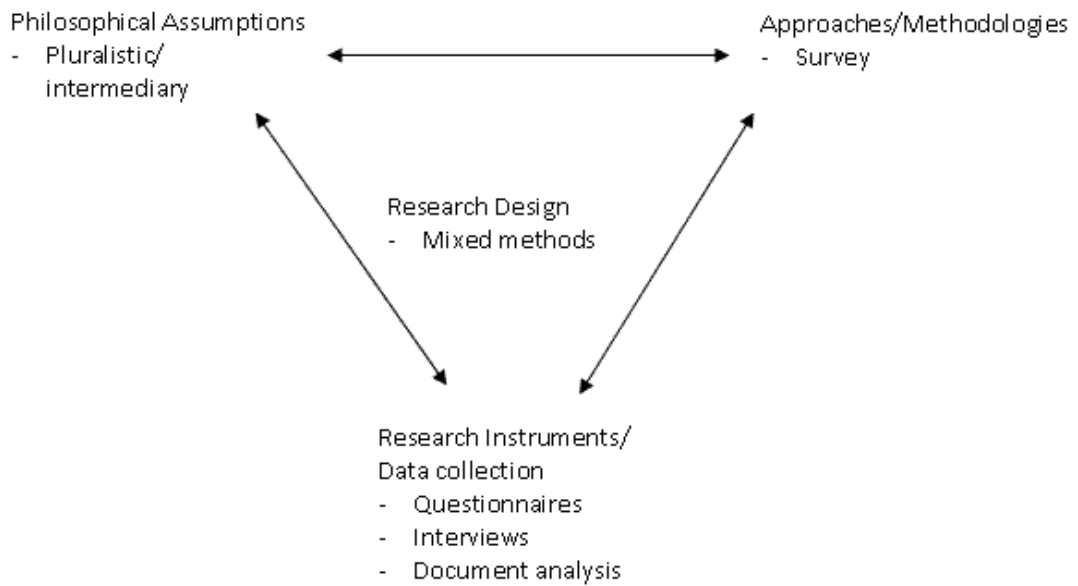 Philosophical Assumptions
- Pluralistic/
intermediary
Approaches/Methodologies
- Survey
Research Design
- Mixed methods
Research Instruments/
Data collection
- Questionnaires
- Interviews
- Document analysis